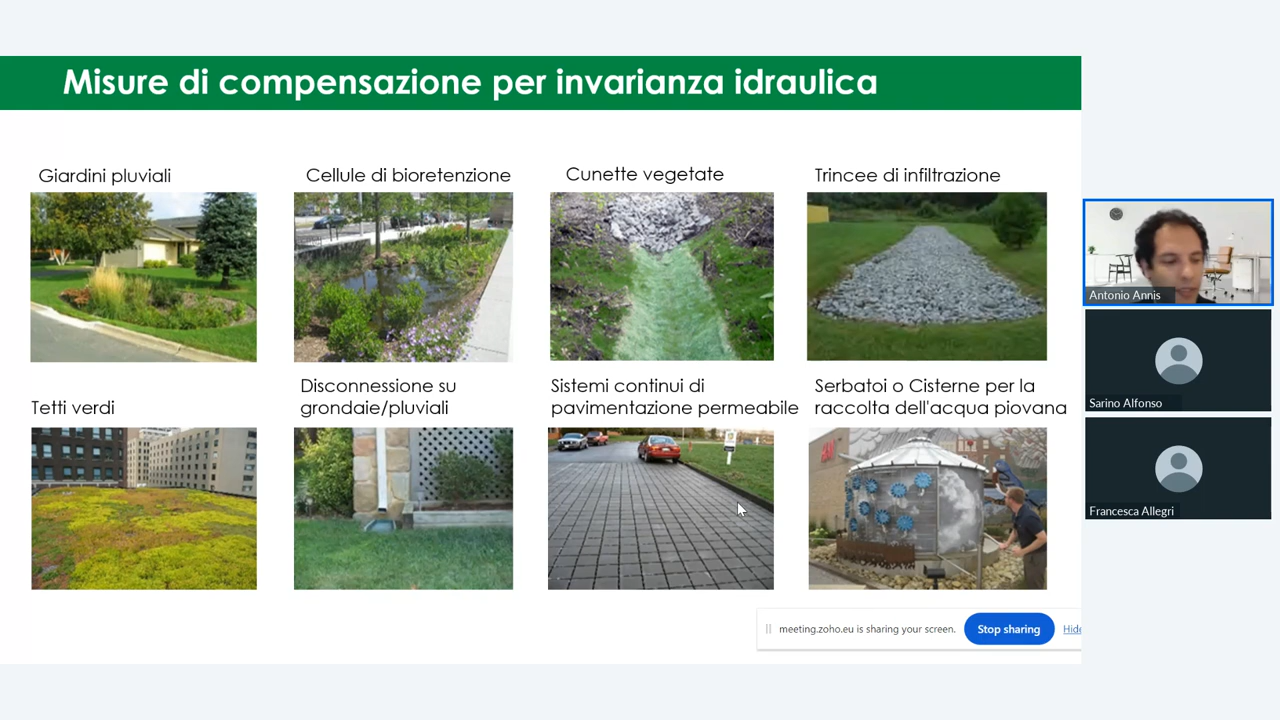 Misure di compensazione per invarianza idraulica
Giardini pluviali
Cellule di bioretenzione
Cunette vegetate
Trincee di infiltrazione
Tetti verdi
Disconnessione su
grondaie/pluviali
Sistemi continui di
pavimentazione permeabile
Serbatoi o Cisterne per la
raccolta dell'acqua piovana
meeting.zoho.eu is sharing your screen.
Stop sharing
Hide
Antonio Annis
Sarino Alfonso
Francesca Allegri